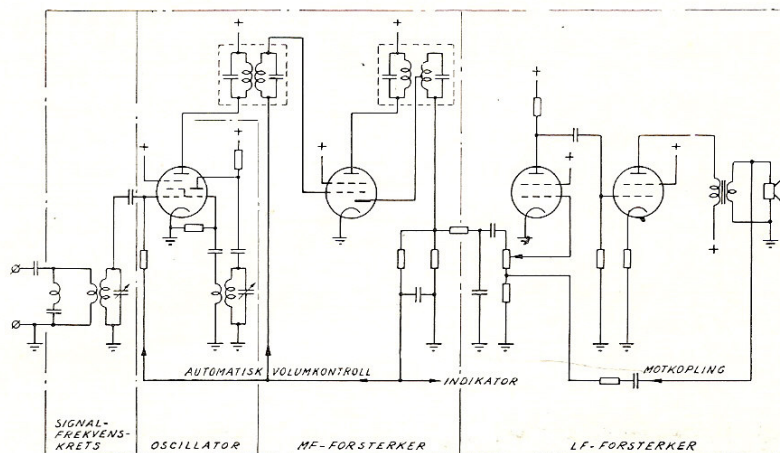 AUTOMATISK VOLUMKONTROLL
INDIKATOR
MOTKOPLING
SIGNAL-
FREKVENS-
KRETS
OSCILLATOR
MF-FORSTERKER
LF-FORSTERKER